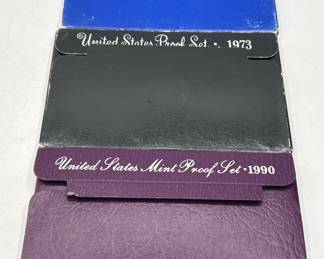 United States Proof Set • 1973
United States Mint Proof Set • 1990